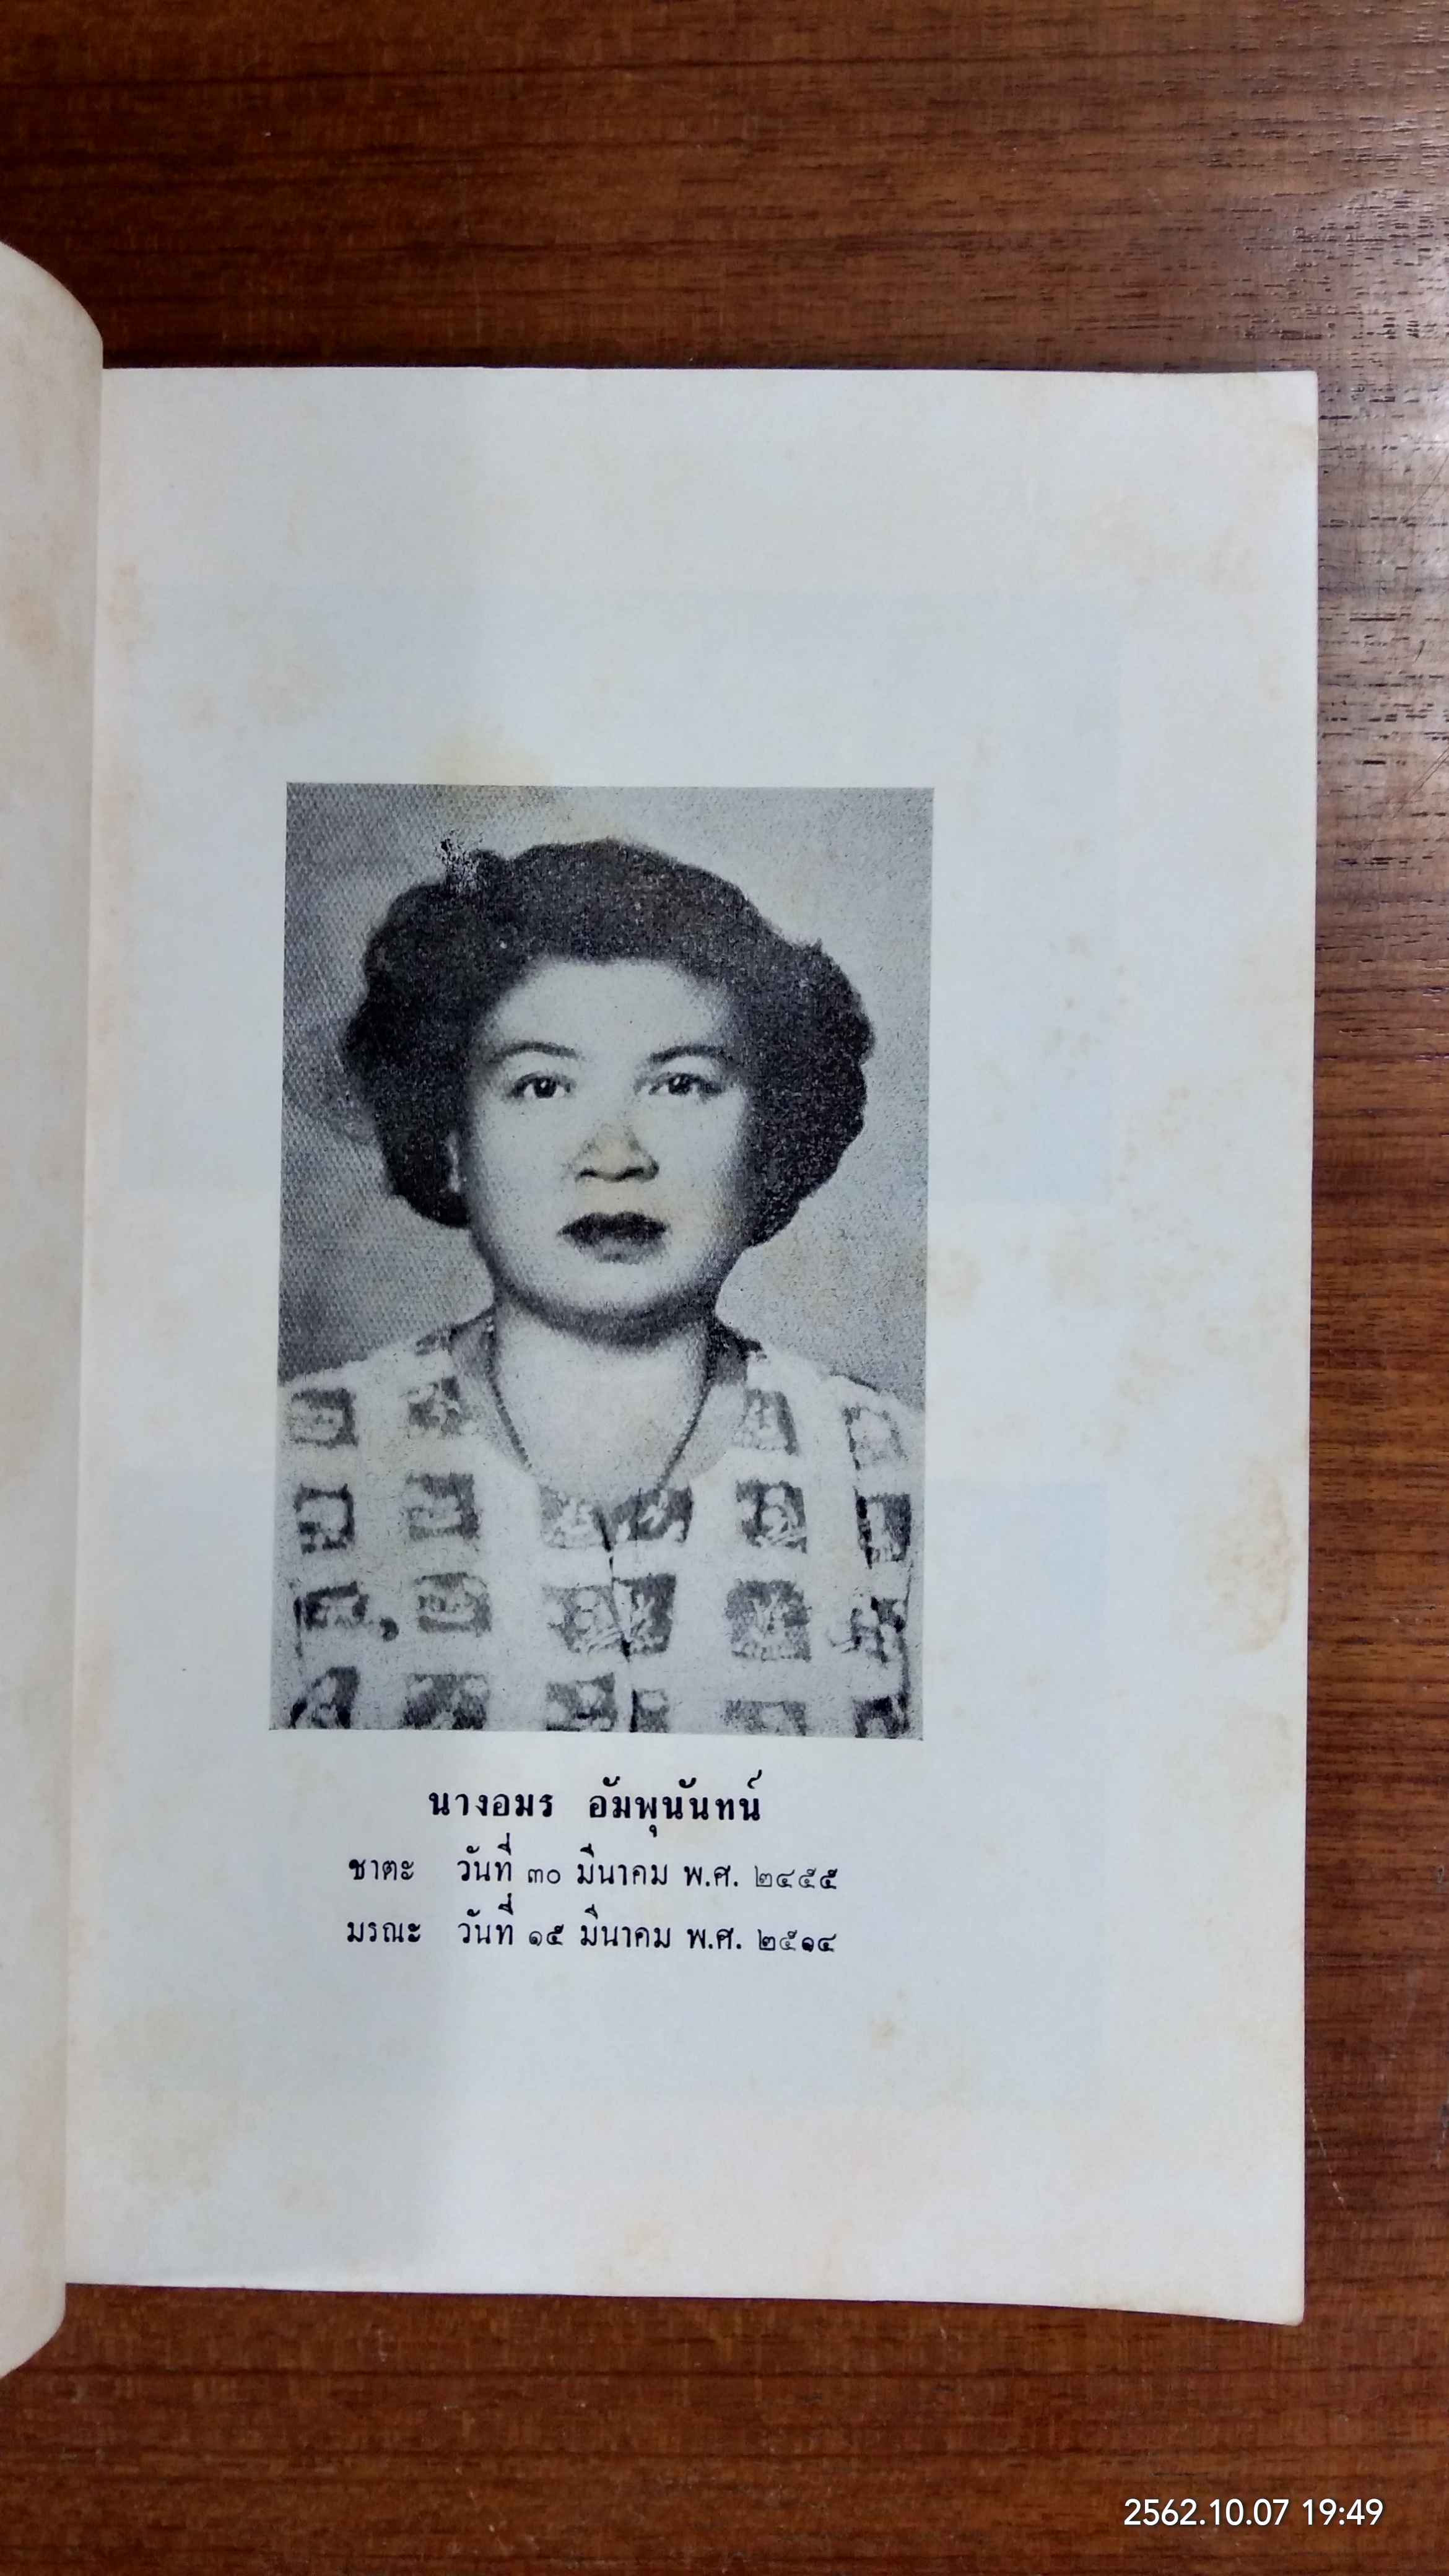 นางอมร อัมพุนันทน์
ชาตะ วันที่ ๓๐ มีนาคม พ.ศ. ๒๔๕๕
มรณะ วันที่ ๑๕ มีนาคม พ.ศ. ๒๕๑๔
2562.10.07 19:49